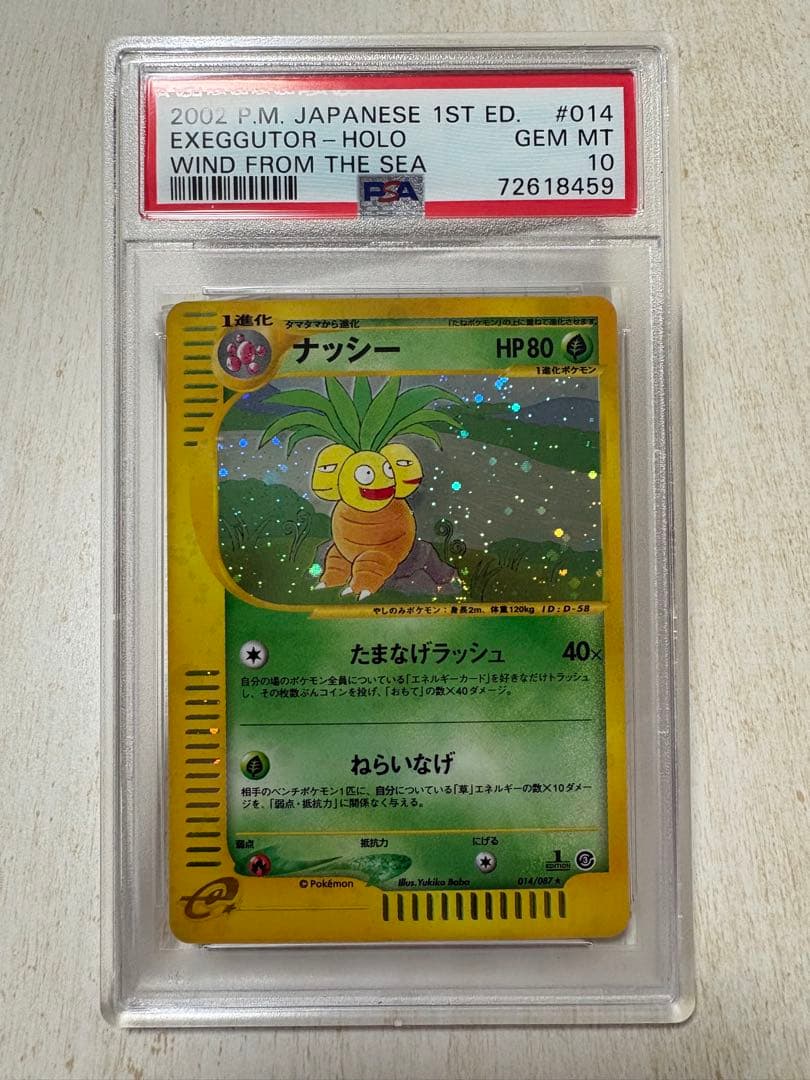 2002 P.M. JAPANESE 1ST ED. #014
EXEGGUTOR - HOLO GEM MT
WIND FROM THE SEA 10
PSA 72618459
1進化 タマタマから進化 「たねポケモン」の上に重ねて進化させます。
ナッシー HP80
1進化ポケモン
やしのみポケモン：身長2m、体重120kg ID:D-58
たまなげラッシュ 40×
自分の場のポケモン全員についている「エネルギーカード」を好きなだけトラッシュ
し、その枚数ぶんコインを投げ、「おもて」の数×40ダメージ。
ねらいなげ
相手のベンチポケモン1匹に、自分についている「草」エネルギーの数×10ダメー
ジを、「弱点・抵抗力」に関係なく与える。
弱点 抵抗力 にげる
1 EDITION
© Pokémon Illus.Yukiko Baba 014/087★
e